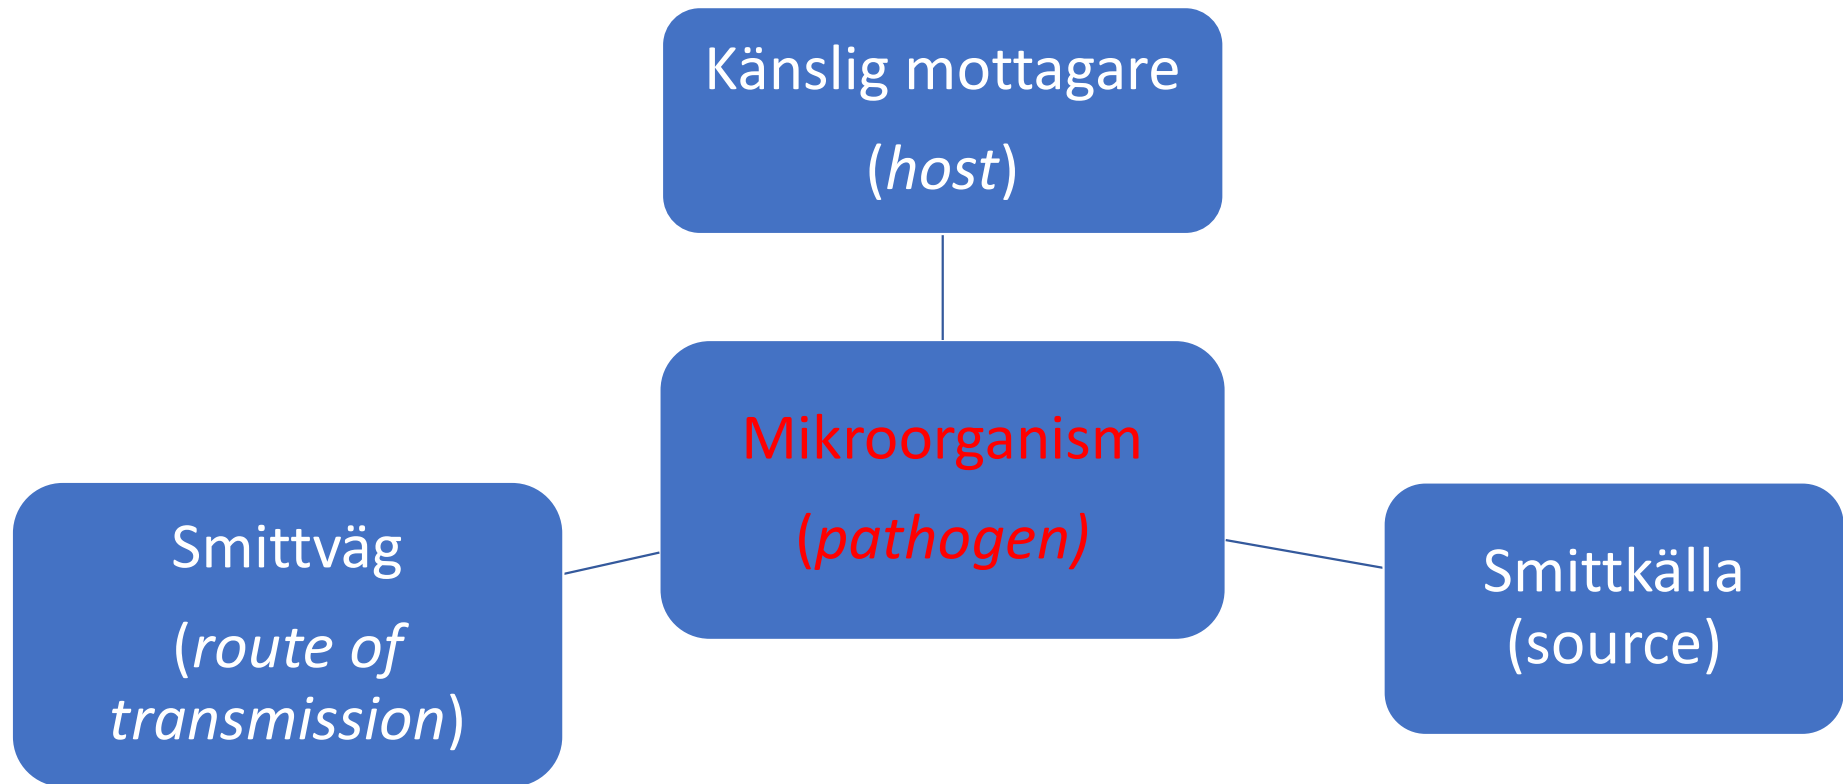 Känslig mottagare
(host)
Mikroorganism
(pathogen)
Smittväg
(route of
transmission)
Smittkälla
(source)